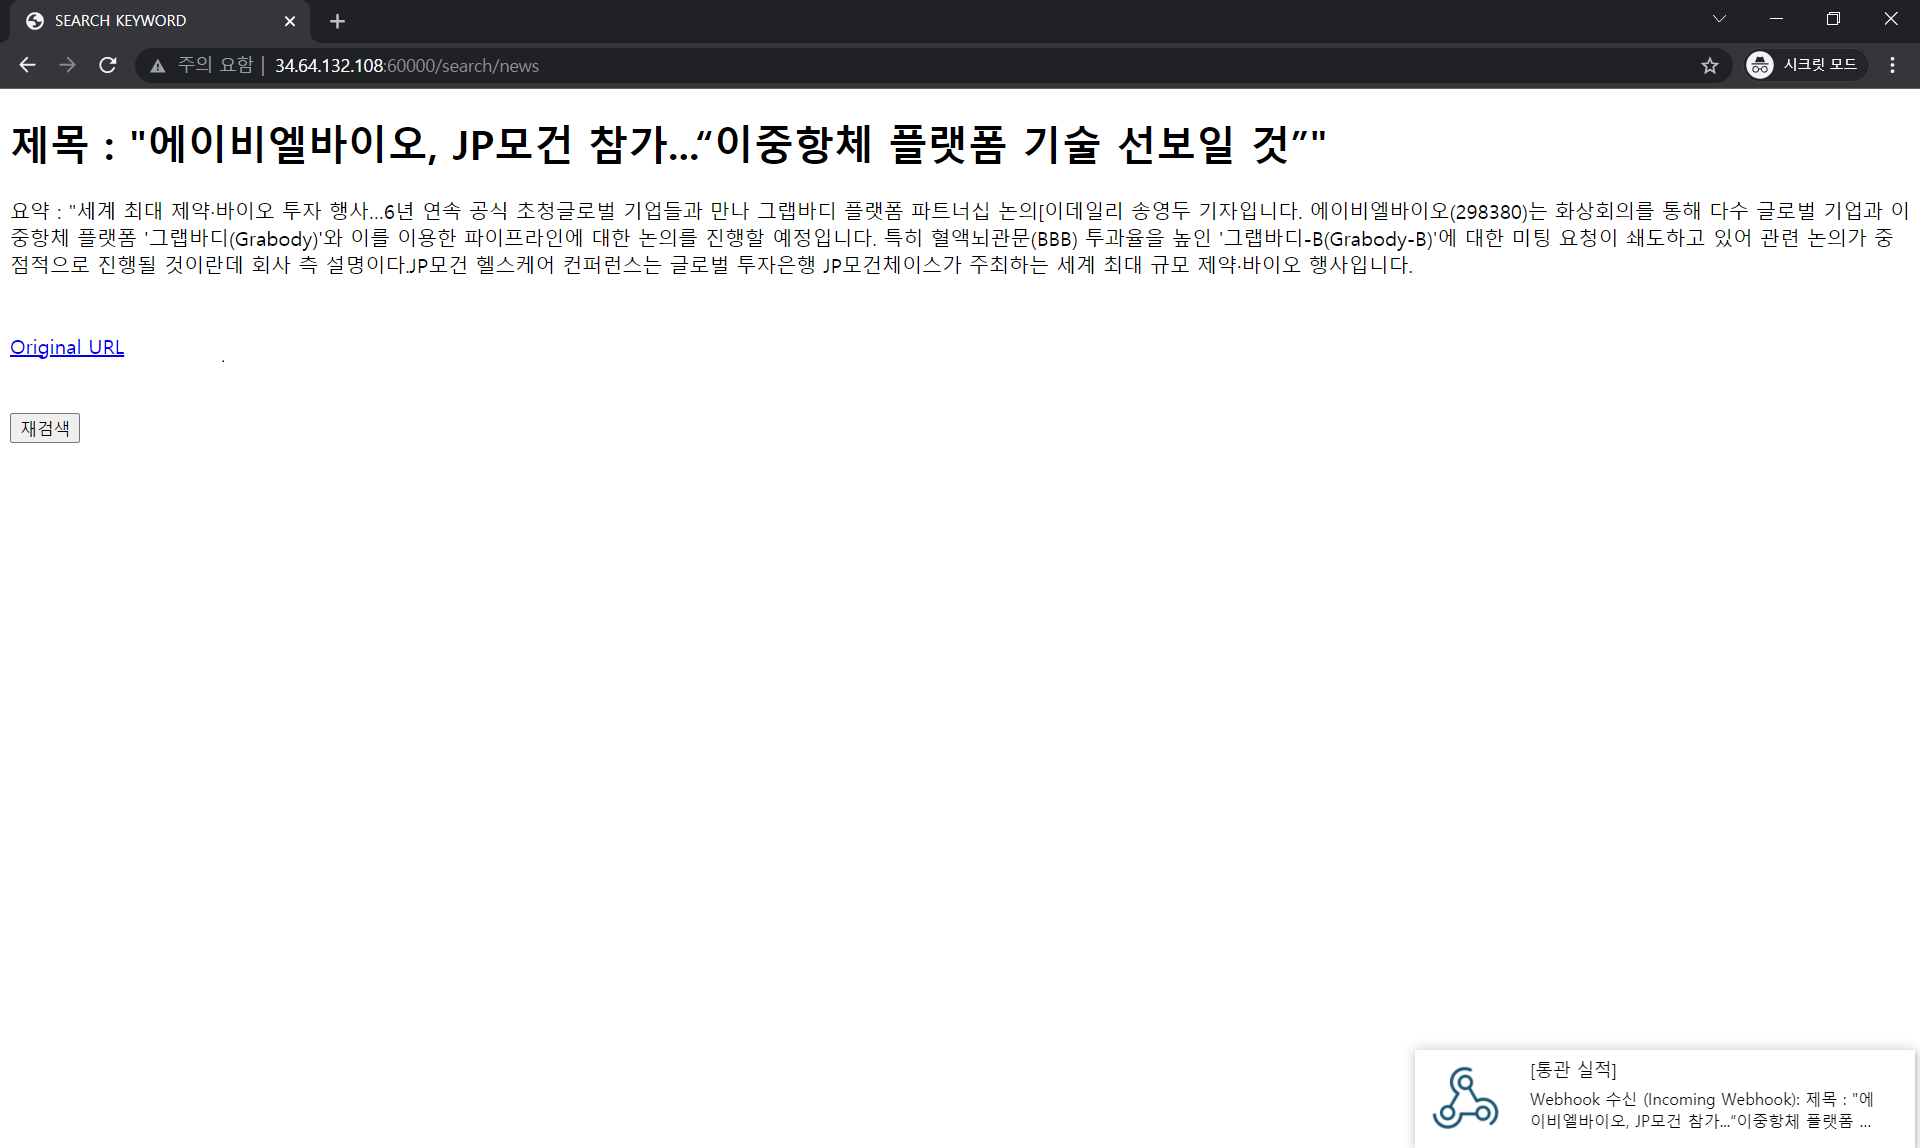 SEARCH KEYWORD
주의 요함 | 34.64.132.108:60000/search/news
시크릿 모드
제목 : "에이비엘바이오, JP모건 참가...“이중항체 플랫폼 기술 선보일 것”"
요약 : "세계 최대 제약·바이오 투자 행사...6년 연속 공식 초청글로벌 기업들과 만나 그랩바디 플랫폼 파트너십 논의[이데일리 송영두 기자입니다. 에이비엘바이오(298380)는 화상회의를 통해 다수 글로벌 기업과 이
중항체 플랫폼 '그랩바디(Grabody)'와 이를 이용한 파이프라인에 대한 논의를 진행할 예정입니다. 특히 혈액뇌관문(BBB) 투과율을 높인 '그랩바디-B(Grabody-B)'에 대한 미팅 요청이 쇄도하고 있어 관련 논의가 중
점적으로 진행될 것이란데 회사 측 설명이다.JP모건 헬스케어 컨퍼런스는 글로벌 투자은행 JP모건체이스가 주최하는 세계 최대 규모 제약·바이오 행사입니다.
Original URL
.
재검색
[통관 실적]
Webhook 수신 (Incoming Webhook): 제목 : "에
이비엘바이오, JP모건 참가...“이중항체 플랫폼 ...